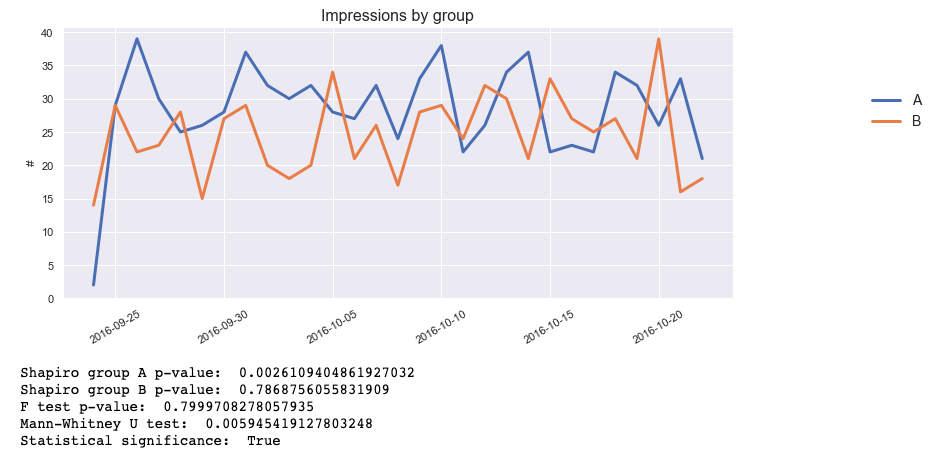 Impressions by group
40
35
30
25
20
15
10
5
0
#
2016-09-25
2016-09-30
2016-10-05
2016-10-10
2016-10-15
2016-10-20
A
B
Shapiro group A p-value:  0.0026109404861927032
Shapiro group B p-value:  0.7868756055831909
F test p-value:  0.7999708278057935
Mann-Whitney U test:  0.005945419127803248
Statistical significance:  True